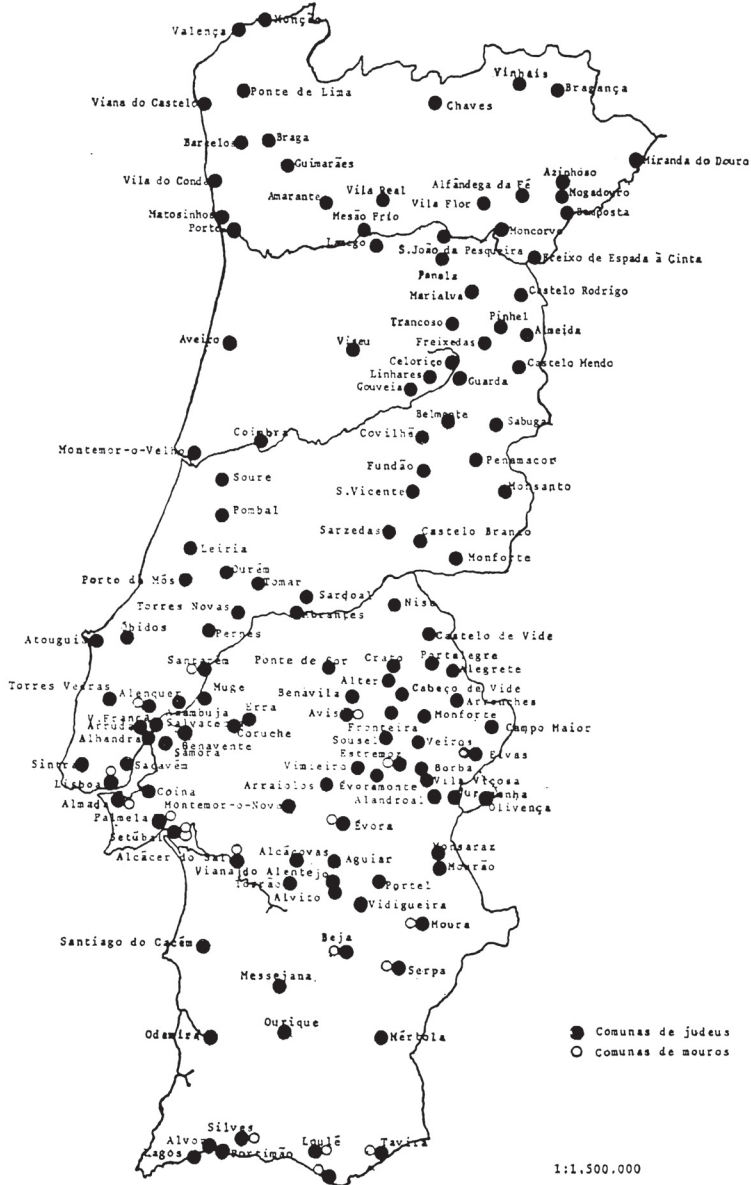 Monção
Valença
Vinhais
Bragança
Ponte de Lima
Viana do Castelo
Chaves
Barcelos
Braga
Miranda do Douro
Guimarães
Azinhoso
Vila do Conde
Vila Real
Alfândega da Fé
Mogadouro
Amarante
Vila Flor
Bemposta
Matosinhos
Mesão Frio
Porto
Moncorvo
Lamego
S.João da Pesqueira
Freixo de Espada à Cinta
Marialva
Castelo Rodrigo
Trancoso
Pinhel
Almeida
Aveiro
Viseu
Freixedas
Celoriço
Castelo Mendo
Linhares
Guarda
Gouveia
Belmonte
Sabugal
Coimbra
Covilhã
Montemor-o-Velho
Penamacor
Fundão
Soure
S.Vicente
Monsanto
Pombal
Sarzedas
Castelo Branco
Leiria
Monforte
Ourém
Porto de Mós
Tomar
Sardoal
Nisa
Torres Novas
Abrantes
Óbidos
Pernes
Castelo de Vide
Atouguia
Santarém
Ponte de Sor
Crato
Portalegre
Alegrete
Alter
Torres Vedras
Alenquer
Muge
Benavila
Cabeço de Vide
Arronches
Azambuja
Erra
Avis
Monforte
V.Franca
Salvaterra
Arruda
Coruche
Fronteira
Campo Maior
Alhandra
Benavente
Sousel
Veiros
Samora
Estremoz
Elvas
Sintra
Sacavém
Vimieiro
Borba
Lisboa
Vila Viçosa
Coina
Arraiolos
Évoramonte
Almada
Montemor-o-Novo
Alandroal
Olivença
Palmela
Évora
Setúbal
Alcácer do Sal
Alcáçovas
Aguiar
Monsaraz
Viana do Alentejo
Mourão
Torrão
Portel
Alvito
Vidigueira
Moura
Santiago do Cacém
Beja
Serpa
Messejana
Ourique
Odemira
Mértola
Comunas de judeus
Comunas de mouros
Silves
Alvor
Loulé
Tavira
Lagos
Portimão
1:1.500.000